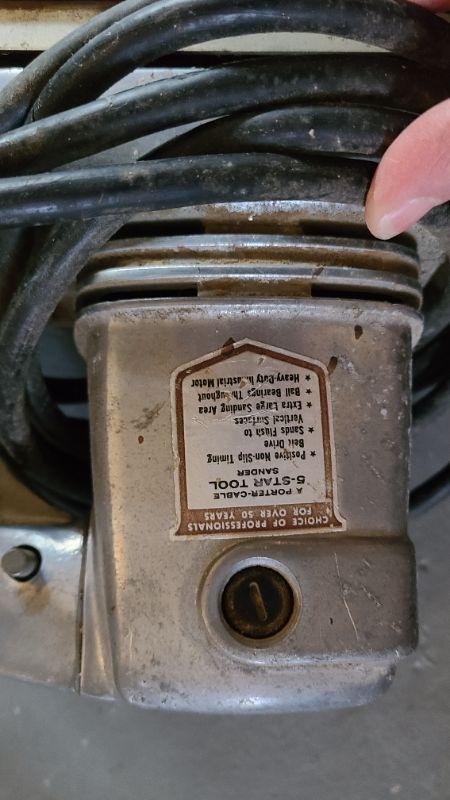 CHOICE OF PROFESSIONALS
FOR OVER 50 YEARS
A PORTER-CABLE
5-STAR TOOL
SANDER
★ Positive Non-Slip Timing
Belt Drive
★ Sands Flush to
Vertical Surfaces
★ Extra Large Sanding Area
★ Ball Bearings Throughout
★ Heavy-Duty Industrial Motor